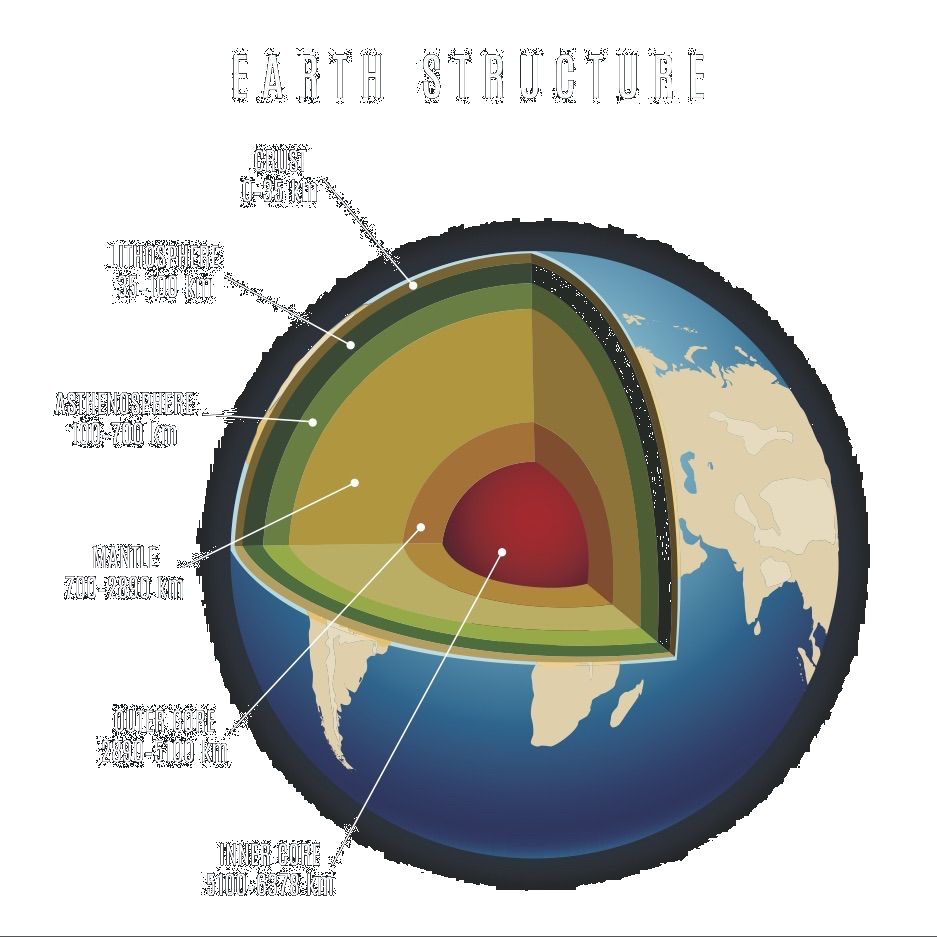 EARTH STRUCTURE
CRUST
0-35 km
LITHOSPHERE
35-100 km
ASTHENOSPHERE
100-700 km
MANTLE
700-2890 km
OUTER CORE
2890-5100 km
INNER CORE
5100-6378 km